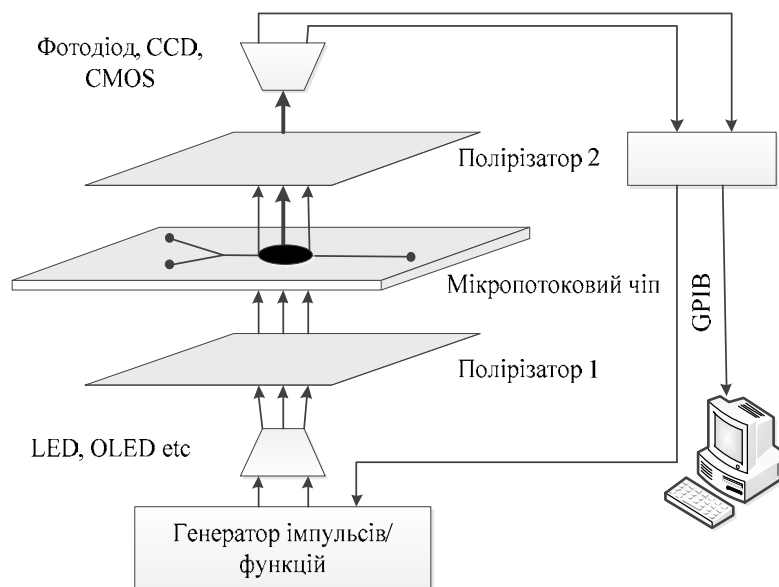 Фотодіод, CCD,
CMOS
Полірізатор 2
Мікропотоковий чіп
GPIB
Полірізатор 1
LED, OLED etc
Генератор імпульсів/
функцій